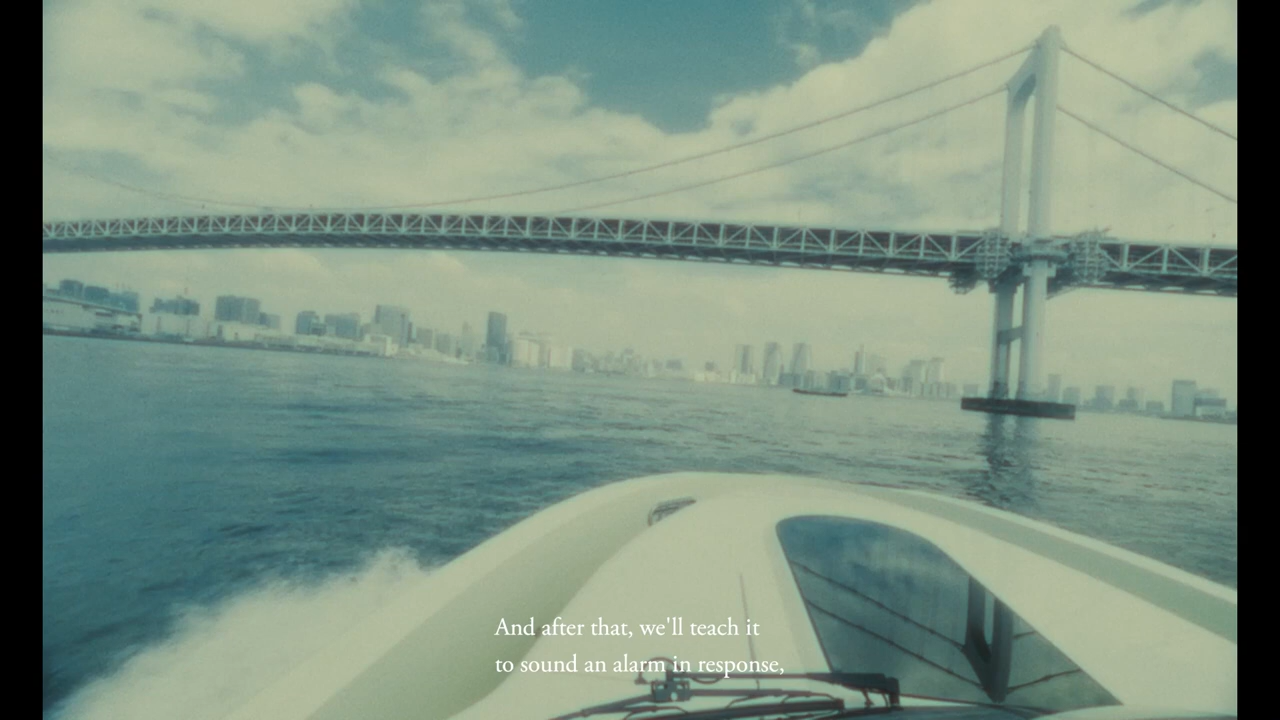 And after that, we'll teach it
to sound an alarm in response,